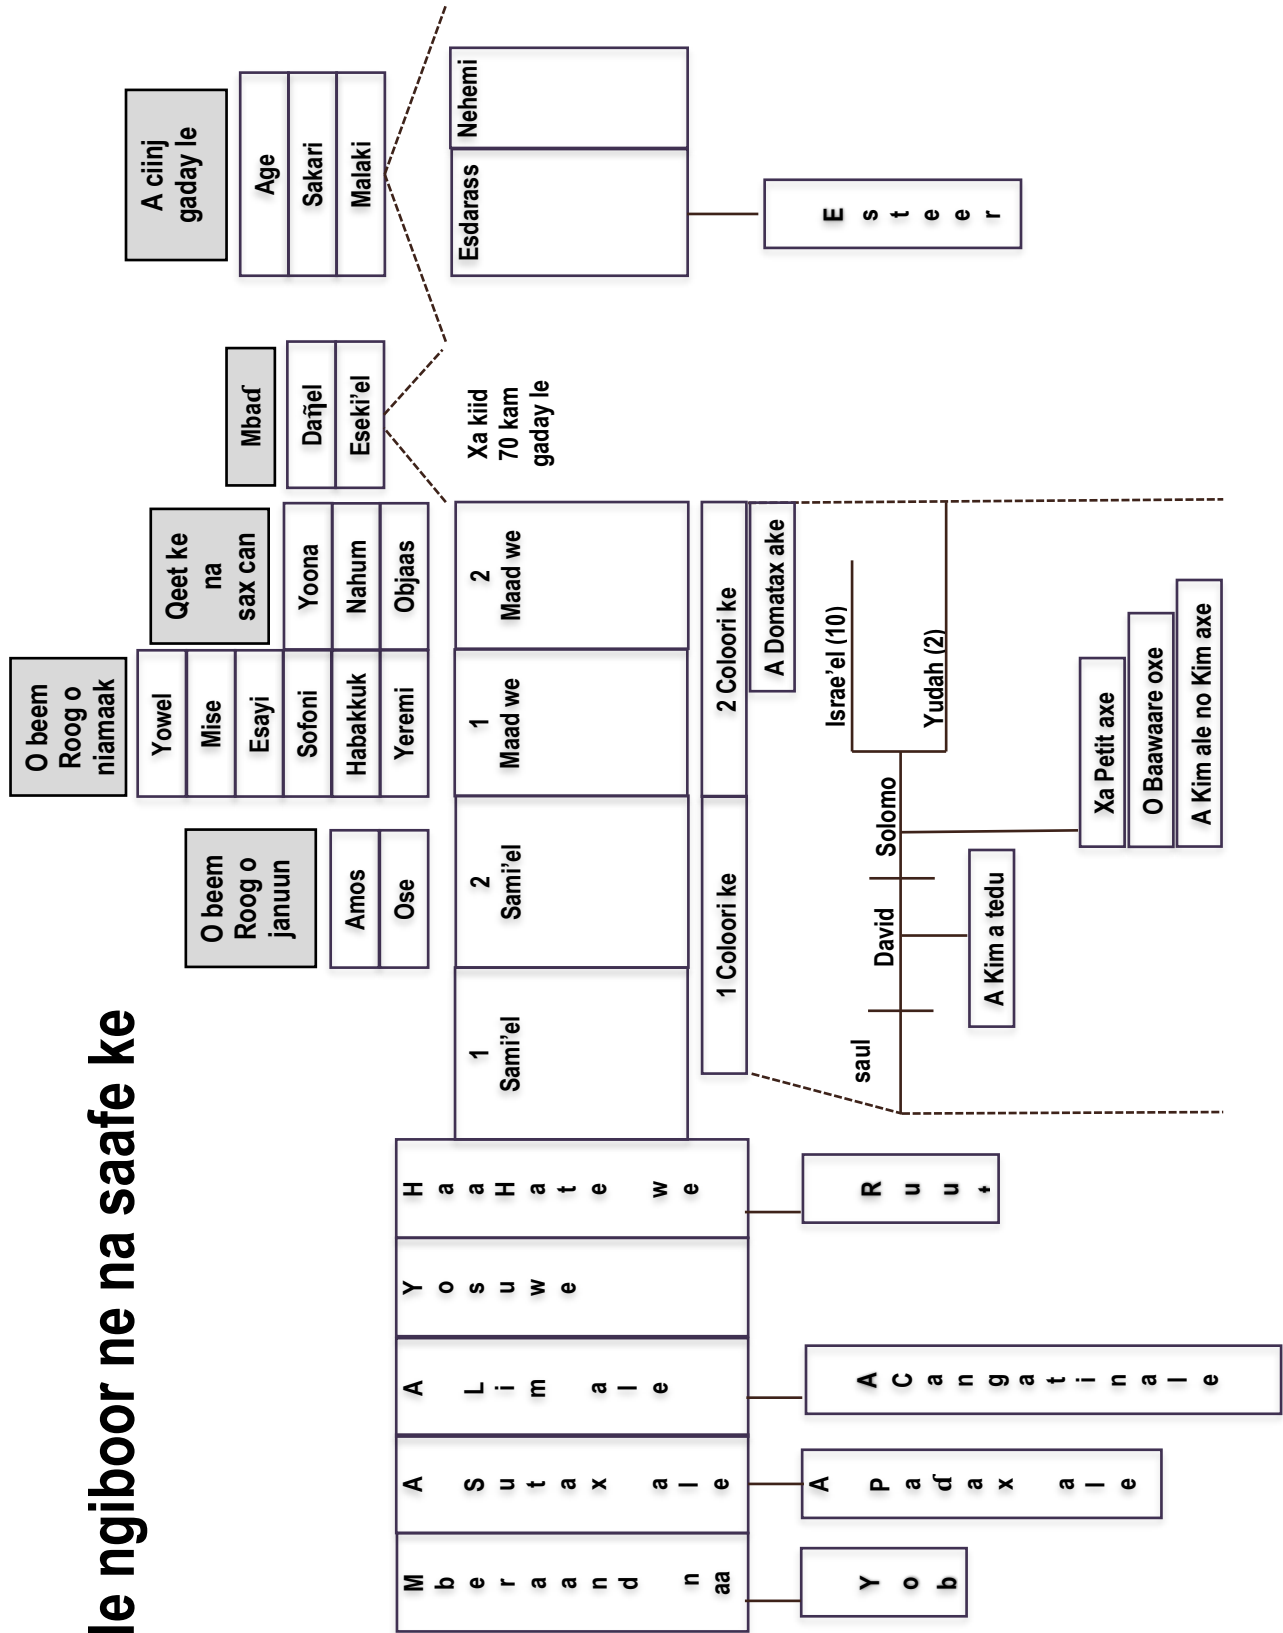 le ngiboor ne na saafe ke
O beem
Roog o
januun
Amos
Ose
O beem
Roog o
niamaak
Yowel
Mise
Esayi
Sofoni
Habakkuk
Yeremi
Qeet ke
na
sax can
Yoona
Nahum
Objaas
Mbaɗ
Dañel
Eseki’el
A ciinj
gaday le
Age
Sakari
Malaki
Mberaand naa
A Sutax ale
A Lim ale
Yosuwe
HaaHate we
1
Sami’el
2
Sami’el
1
Maad we
2
Maad we
Xa kiid
70 kam
gaday le
Esdarass
Nehemi
1 Coloori ke
2 Coloori ke
A Domatax ake
Yob
A Paɗax ale
A Cangatin ale
Ruut
saul
David
Solomo
Israe’el (10)
Yudah (2)
A Kim a tedu
Xa Petit axe
O Baawaare oxe
A Kim ale no Kim axe
Esteer